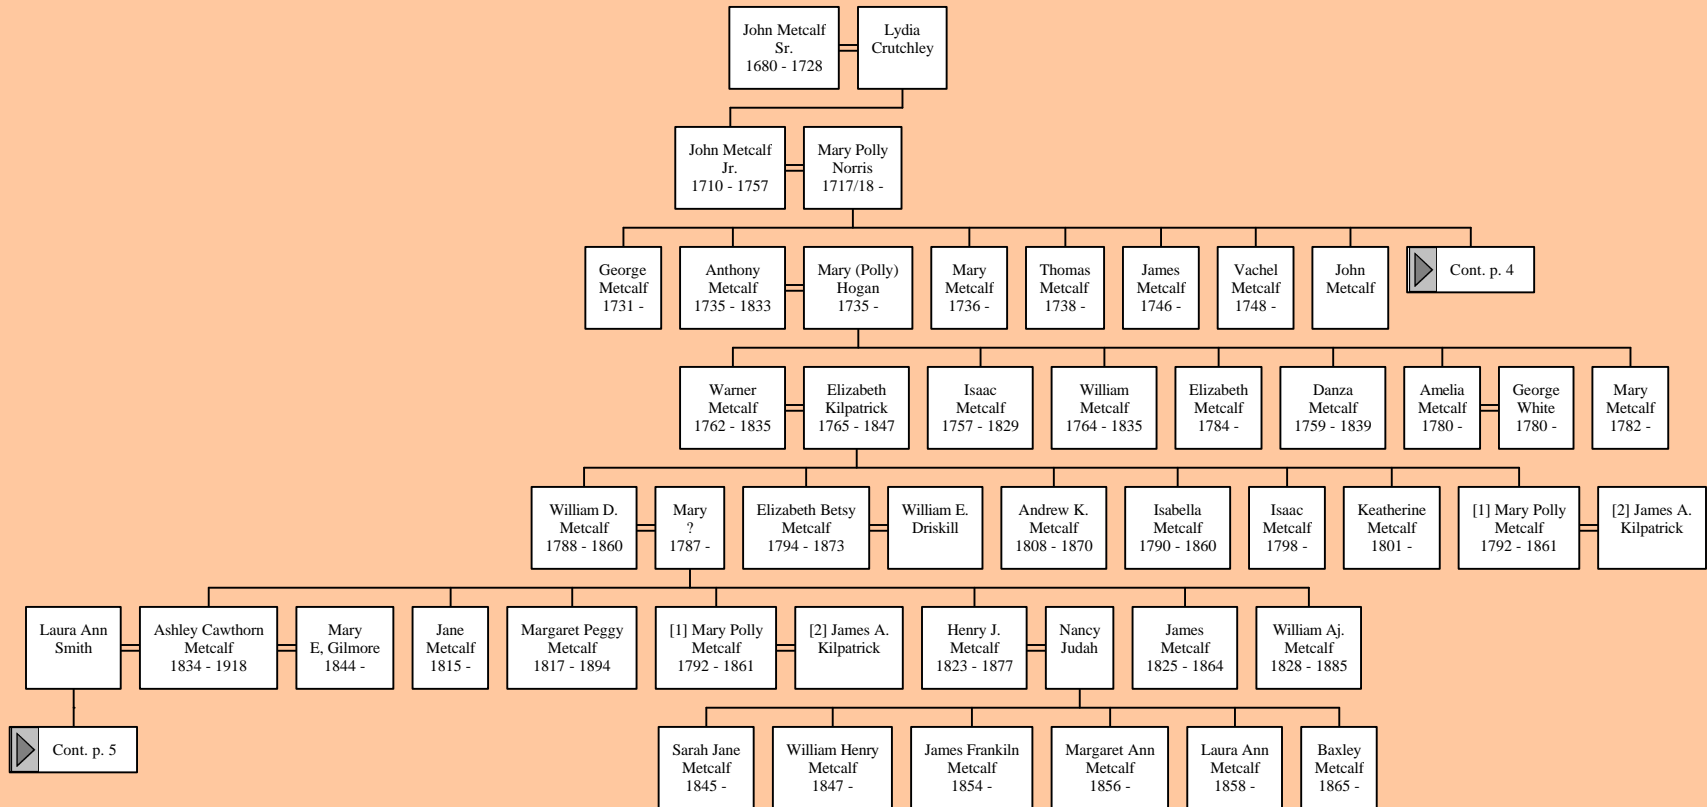 John Metcalf
Sr.
1680 - 1728
Lydia
Crutchley
John Metcalf
Jr.
1710 - 1757
Mary Polly
Norris
1717/18 -
George
Metcalf
1731 -
Anthony
Metcalf
1735 - 1833
Mary (Polly)
Hogan
1735 -
Mary
Metcalf
1736 -
Thomas
Metcalf
1738 -
James
Metcalf
1746 -
Vachel
Metcalf
1748 -
John
Metcalf
Cont. p. 4
Warner
Metcalf
1762 - 1835
Elizabeth
Kilpatrick
1765 - 1847
Isaac
Metcalf
1757 - 1829
William
Metcalf
1764 - 1835
Elizabeth
Metcalf
1784 -
Danza
Metcalf
1759 - 1839
Amelia
Metcalf
1780 -
George
White
1780 -
Mary
Metcalf
1782 -
William D.
Metcalf
1788 - 1860
Mary
?
1787 -
Elizabeth Betsy
Metcalf
1794 - 1873
William E.
Driskill
Andrew K.
Metcalf
1808 - 1870
Isabella
Metcalf
1790 - 1860
Isaac
Metcalf
1798 -
Keatherine
Metcalf
1801 -
[1] Mary Polly
Metcalf
1792 - 1861
[2] James A.
Kilpatrick
Laura Ann
Smith
Ashley Cawthorn
Metcalf
1834 - 1918
Mary
E, Gilmore
1844 -
Jane
Metcalf
1815 -
Margaret Peggy
Metcalf
1817 - 1894
[1] Mary Polly
Metcalf
1792 - 1861
[2] James A.
Kilpatrick
Henry J.
Metcalf
1823 - 1877
Nancy
Judah
James
Metcalf
1825 - 1864
William Aj.
Metcalf
1828 - 1885
Cont. p. 5
Sarah Jane
Metcalf
1845 -
William Henry
Metcalf
1847 -
James Frankiln
Metcalf
1854 -
Margaret Ann
Metcalf
1856 -
Laura Ann
Metcalf
1858 -
Baxley
Metcalf
1865 -